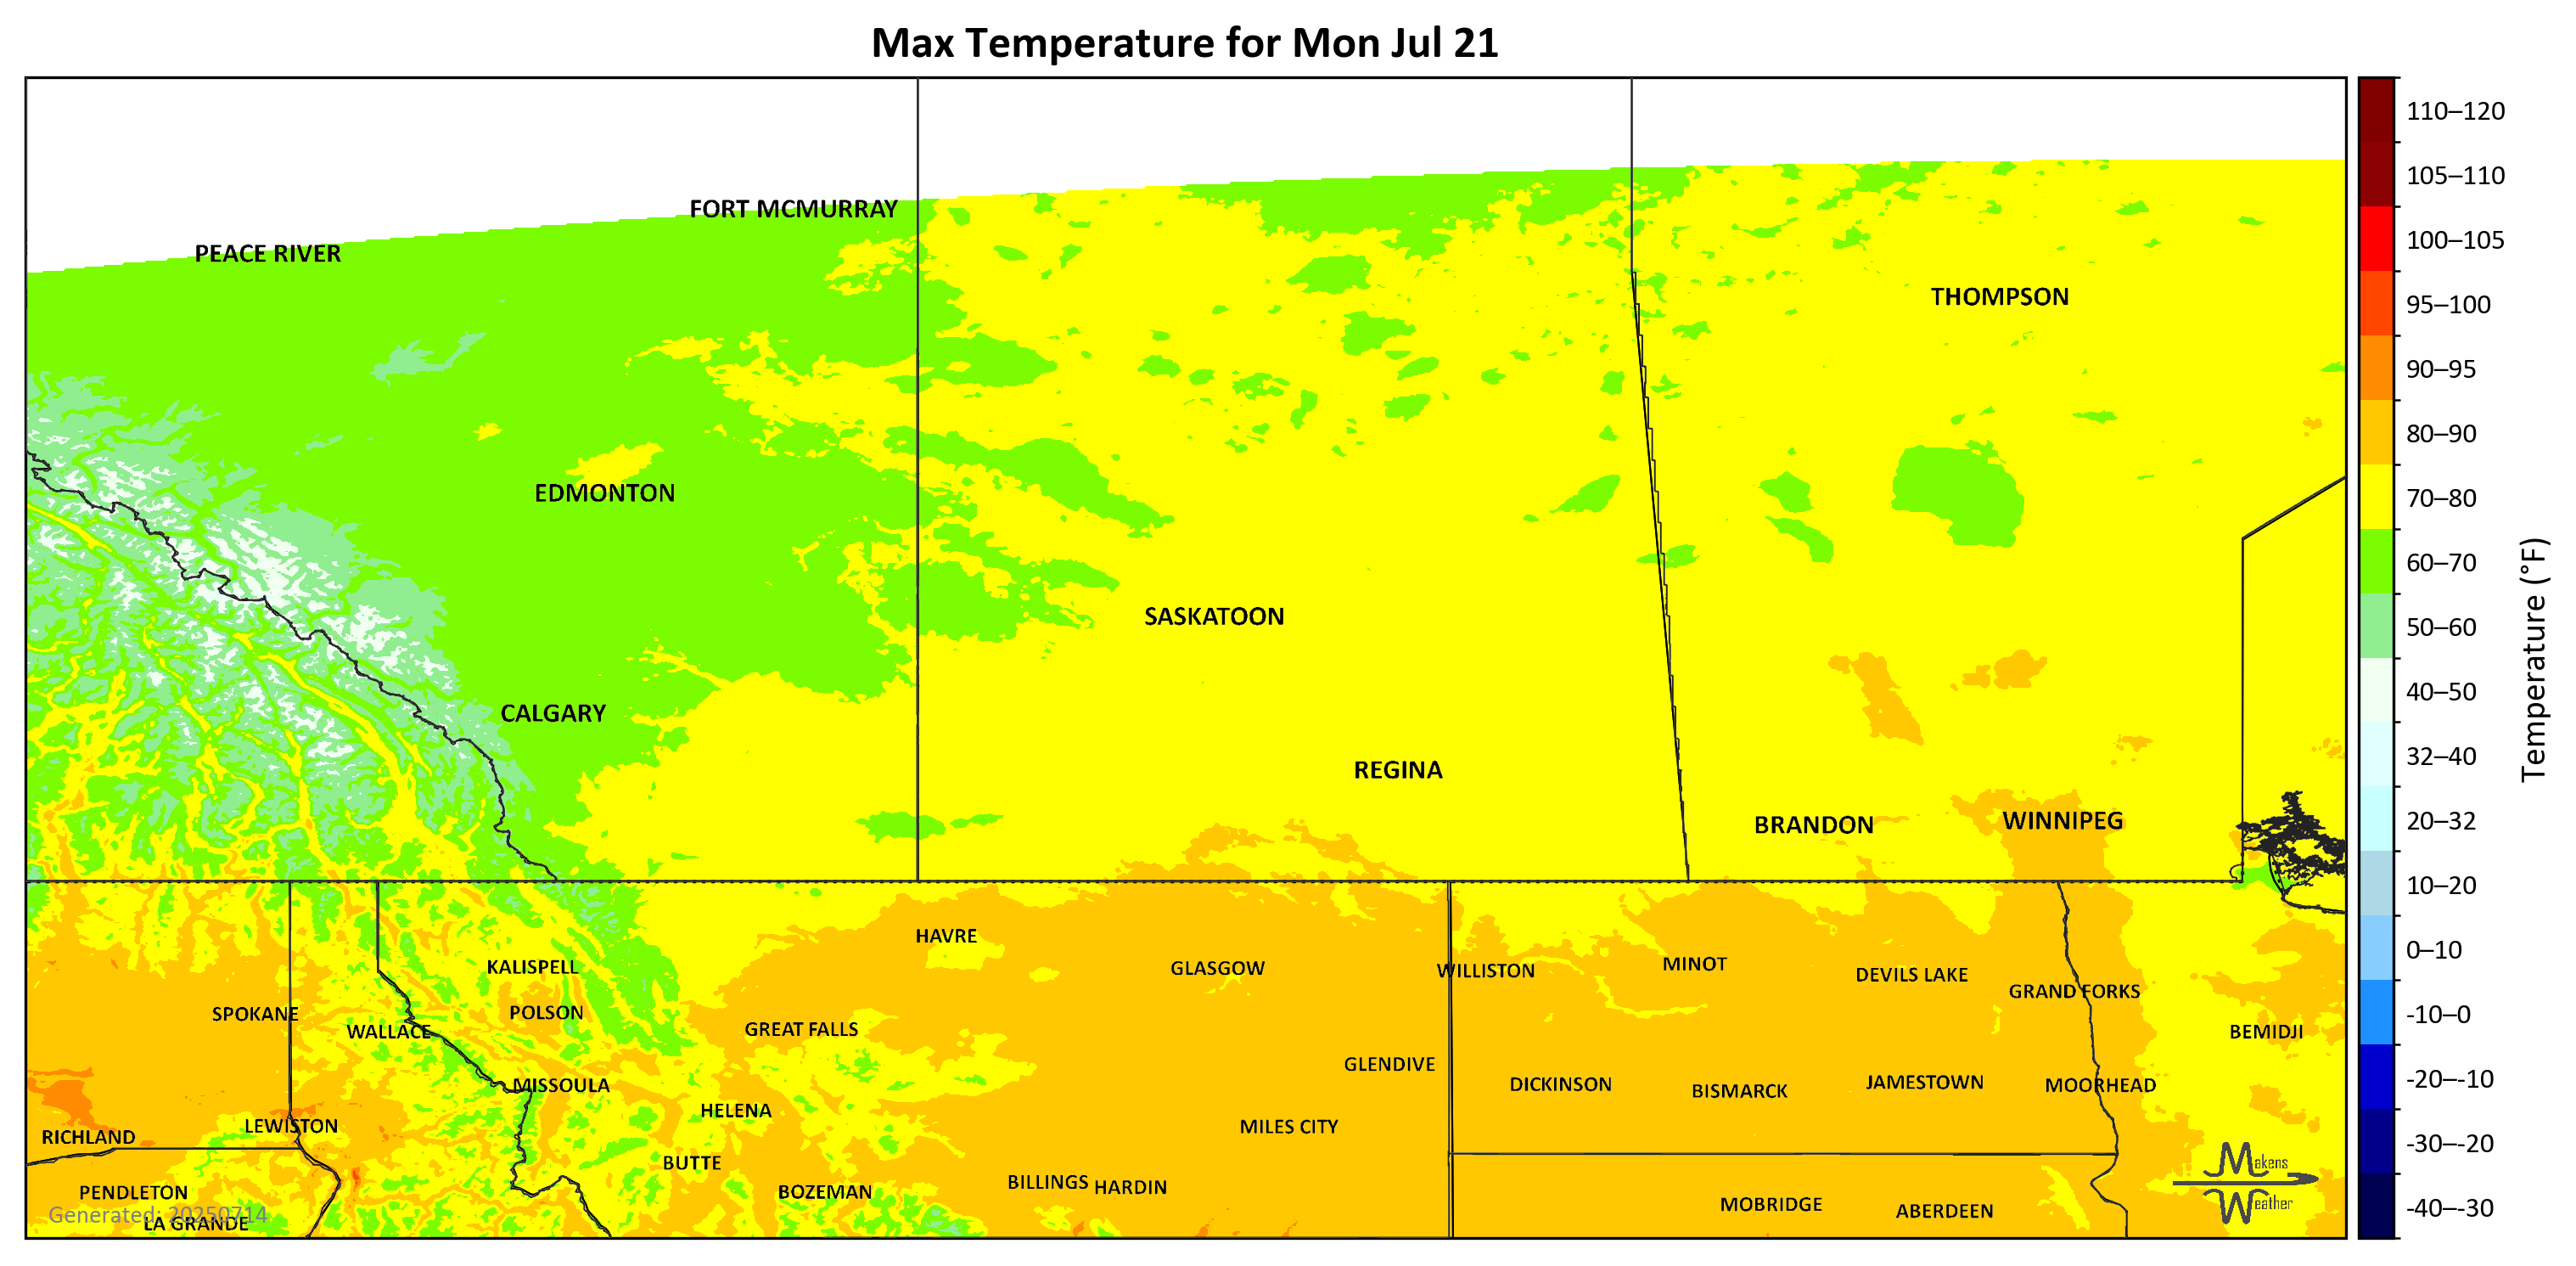 Max Temperature for Mon Jul 21
110–120
105–110
100–105
95–100
90–95
80–90
70–80
60–70
50–60
40–50
32–40
20–32
10–20
0–10
-10–0
-20–-10
-30–-20
-40–-30
Temperature (°F)
FORT MCMURRAY
PEACE RIVER
THOMPSON
EDMONTON
SASKATOON
CALGARY
REGINA
BRANDON
WINNIPEG
HAVRE
KALISPELL
GLASGOW
WILLISTON
MINOT
DEVILS LAKE
GRAND FORKS
SPOKANE
POLSON
WALLACE
GREAT FALLS
BEMIDJI
GLENDIVE
MISSOULA
DICKINSON
BISMARCK
JAMESTOWN
MOORHEAD
HELENA
LEWISTON
MILES CITY
RICHLAND
BUTTE
BILLINGS
HARDIN
PENDLETON
BOZEMAN
MOBRIDGE
ABERDEEN
LA GRANDE
Generated: 20250714
Makens
Weather